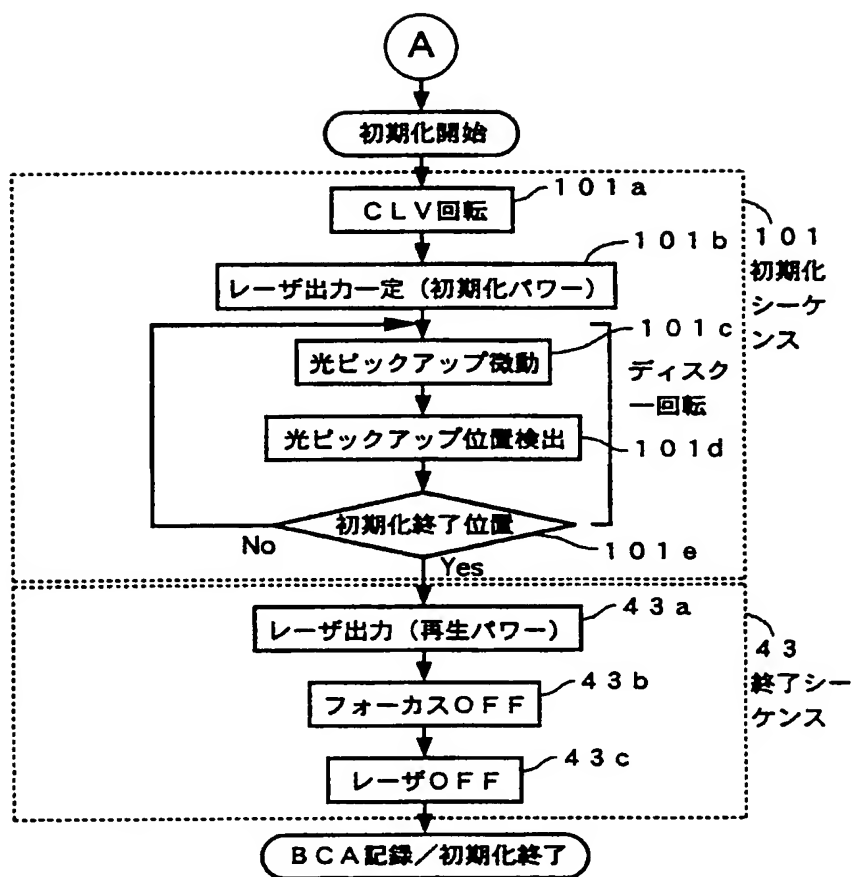 A
初期化開始
101a
CLV回転
101b
101
初期化
シーケ
ンス
レーザ出力一定（初期化パワー）
101c
光ピックアップ微動
ディスク
一回転
光ピックアップ位置検出
101d
初期化終了位置
No
101e
Yes
43a
レーザ出力（再生パワー）
43
終了シー
ケンス
43b
フォーカスOFF
43c
レーザOFF
BCA記録／初期化終了